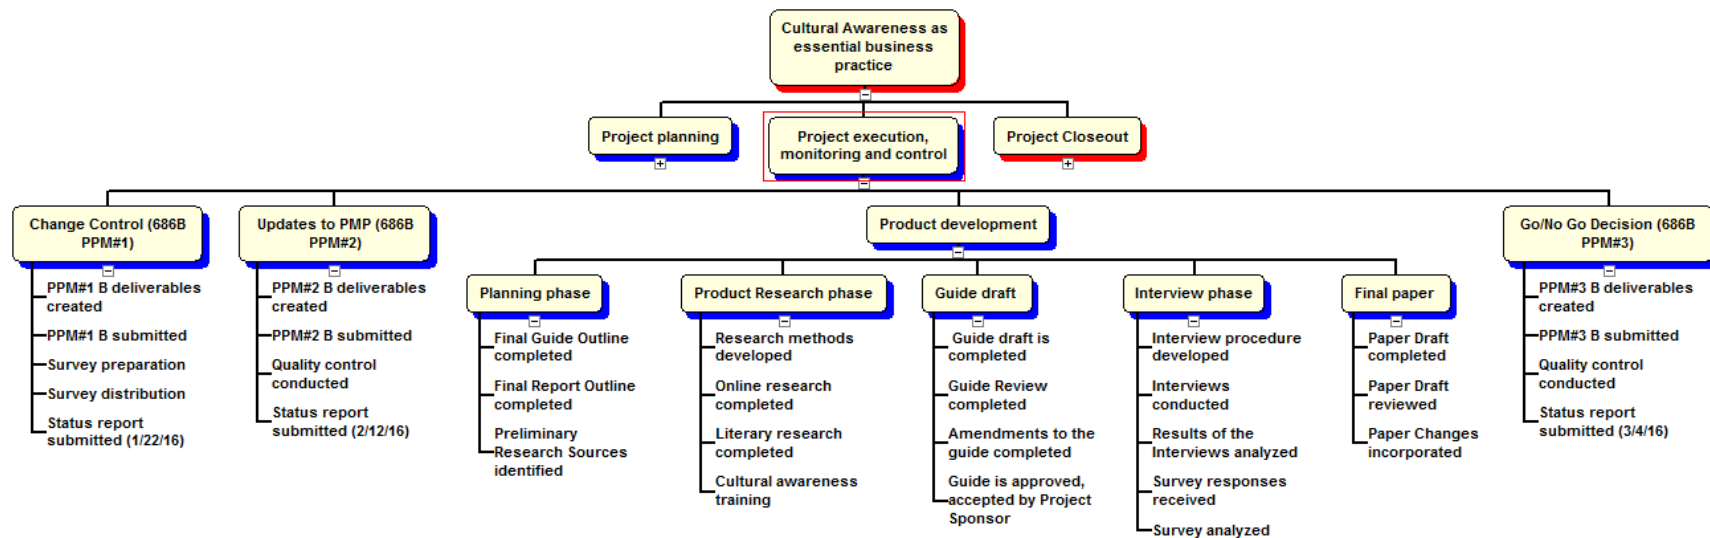 Cultural Awareness as
essential business
practice
Project planning
Project execution,
monitoring and control
Project Closeout
Change Control (686B
PPM#1)
PPM#1 B deliverables
created
PPM#1 B submitted
Survey preparation
Survey distribution
Status report
submitted (1/22/16)
Updates to PMP (686B
PPM#2)
PPM#2 B deliverables
created
PPM#2 B submitted
Quality control
conducted
Status report
submitted (2/12/16)
Product development
Planning phase
Final Guide Outline
completed
Final Report Outline
completed
Preliminary
Research Sources
identified
Product Research phase
Research methods
developed
Online research
completed
Literary research
completed
Cultural awareness
training
Guide draft
Guide draft is
completed
Guide Review
completed
Amendments to the
guide completed
Guide is approved,
accepted by Project
Sponsor
Interview phase
Interview procedure
developed
Interviews
conducted
Results of the
Interviews analyzed
Survey responses
received
Survey analyzed
Final paper
Paper Draft
completed
Paper Draft
reviewed
Paper Changes
incorporated
Go/No Go Decision (686B
PPM#3)
PPM#3 B deliverables
created
PPM#3 B submitted
Quality control
conducted
Status report
submitted (3/4/16)